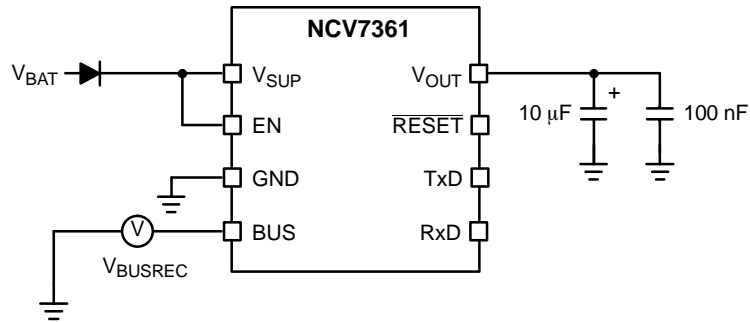 NCV7361
V_BAT
V_SUP
V_OUT
EN
RESET
10 μF
+
100 nF
GND
TxD
V
BUS
RxD
V_BUSREC